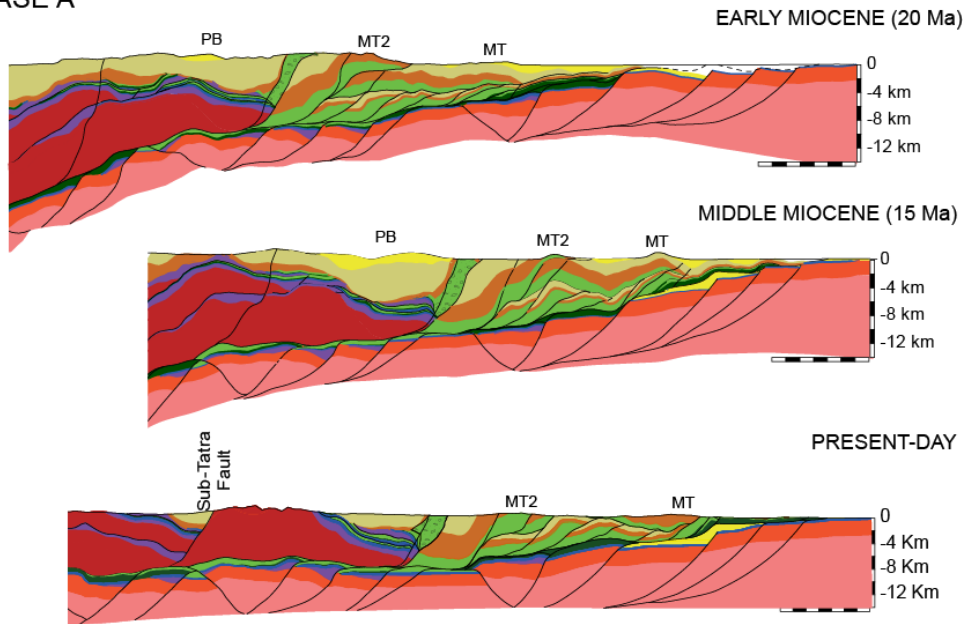 ASE A
EARLY MIOCENE (20 Ma)
PB
MT2
MT
0
-4 km
-8 km
-12 km
MIDDLE MIOCENE (15 Ma)
PB
MT2
MT
0
-4 km
-8 km
-12 km
PRESENT-DAY
Sub-Tatra
Fault
MT2
MT
0
-4 Km
-8 Km
-12 Km